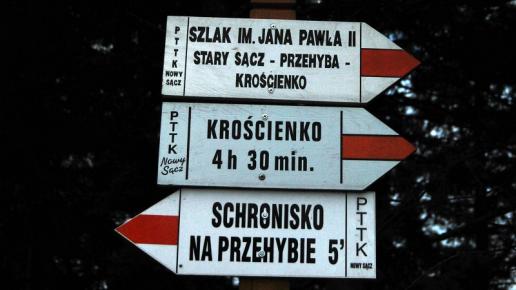 PTTK
NOWY
SĄCZ
SZLAK IM. JANA PAWŁA II
STARY SĄCZ - PRZEHYBA -
KROŚCIENKO
PTTK
Nowy
Sącz
KROŚCIENKO
4 h 30 min.
SCHRONISKO
NA PRZEHYBIE 5'
PTTK
NOWY SĄCZ